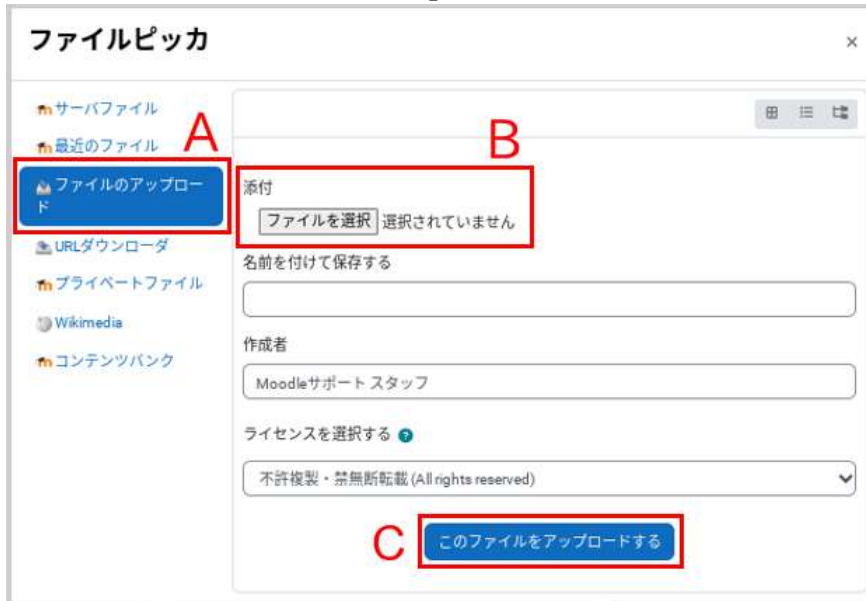 ファイルピッカ
×
サーバファイル
最近のファイル
A
ファイルのアップロー
ド
URLダウンローダ
プライベートファイル
Wikimedia
コンテンツバンク
B
添付
ファイルを選択 選択されていません
名前を付けて保存する
作成者
Moodleサポート スタッフ
ライセンスを選択する ?
不許複製・禁無断転載 (All rights reserved)
C
このファイルをアップロードする